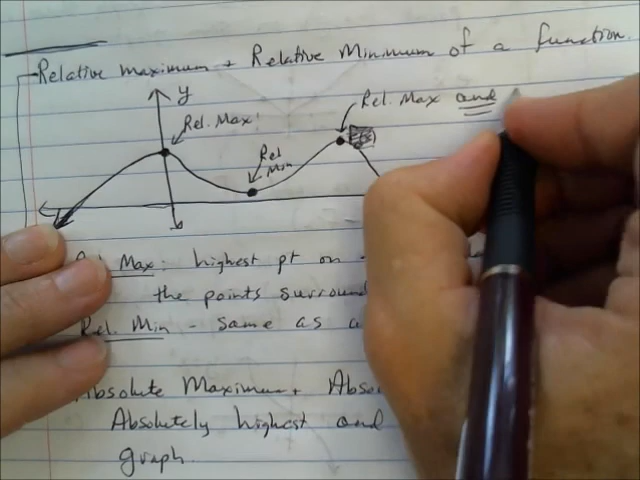 Relative maximum + Relative Minimum of a function.
y
Rel. Max and
Rel. Max
Rel
Min
Max: highest pt on
the points surround
Rel. Min - same as a
Absolute Maximum + Abso
Absolutely highest and
graph.